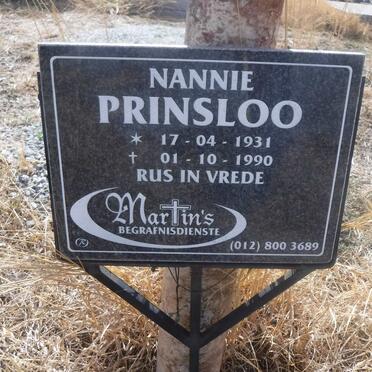 NANNIE
PRINSLOO
* 17 - 04 - 1931
† 01 - 10 - 1990
RUS IN VREDE
Martin's
BEGRAFNISDIENSTE
(012) 800 3689